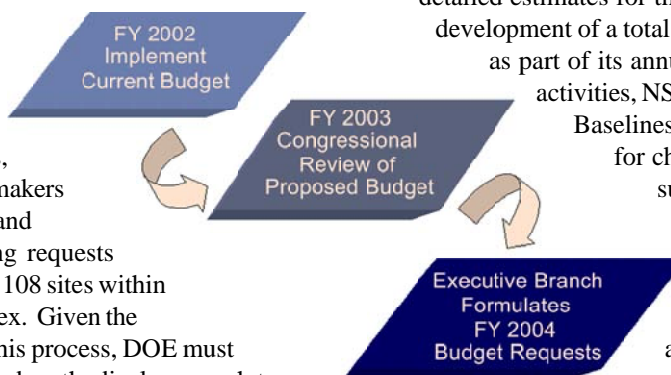 FY 2002
Implement
Current Budget
FY 2003
Congressional
Review of
Proposed Budget
Executive Branch
Formulates
FY 2004
Budget Requests
makers
and
requests
108 sites within
Given the
his process, DOE must
detailed estimates for th
development of a total
as part of its annu
activities, NS
Baselines
for ch
su
a